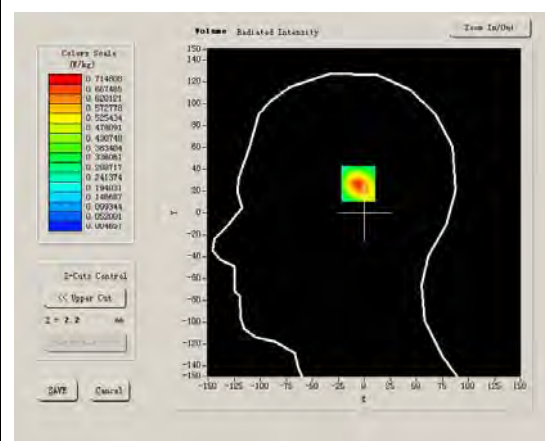 Volume Radiated Intensity
Zoom In/Out
Colors Scale
(W/kg)
0.714808
0.667465
0.620121
0.572778
0.525434
0.478091
0.430748
0.383404
0.336061
0.288717
0.241374
0.194031
0.146687
0.099344
0.052001
0.004657
Z-Cuts Control
<< Upper Cut
Z = 2.2 mm
SAVE
Cancel
150
140
120
100
80
60
40
20
0
-20
-40
-60
-80
-100
-120
-140
-150
Y
-150 -125 -100 -75 -50 -25 0 25 50 75 100 125 150
X